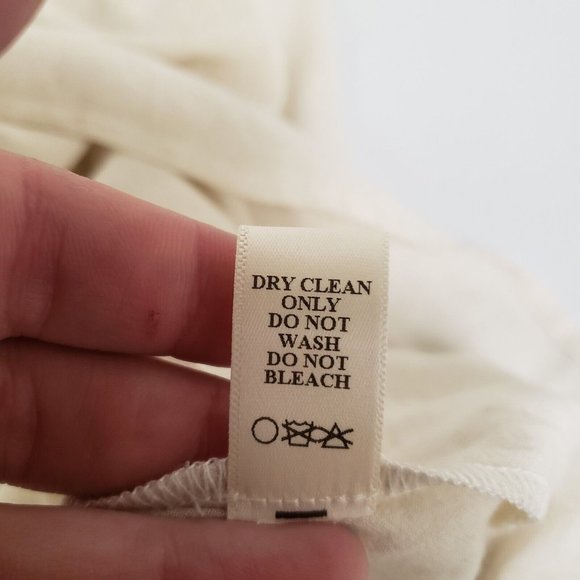 DRY CLEAN
ONLY
DO NOT
WASH
DO NOT
BLEACH